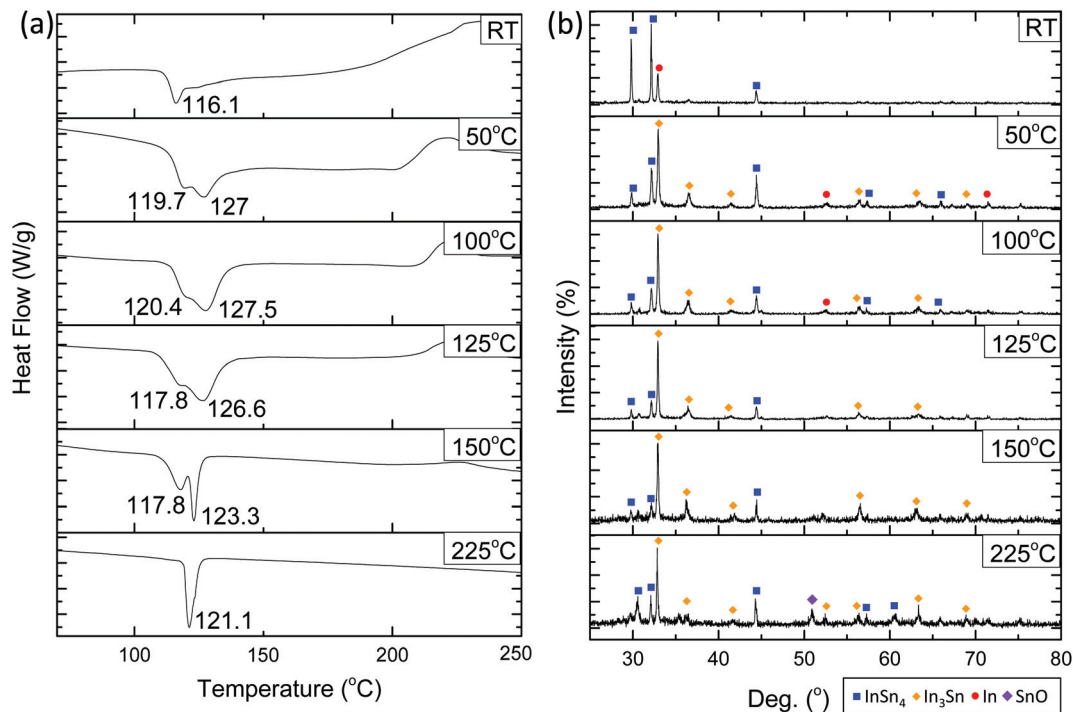 (a)
RT
116.1
50°C
119.7 127
100°C
120.4 127.5
125°C
117.8 126.6
150°C
117.8 123.3
225°C
121.1
Heat Flow (W/g)
100 150 200 250
Temperature (°C)
(b)
RT
50°C
100°C
125°C
150°C
225°C
Intensity (%)
30 40 50 60 70 80
Deg. (°)
InSn₄ In₃Sn In SnO